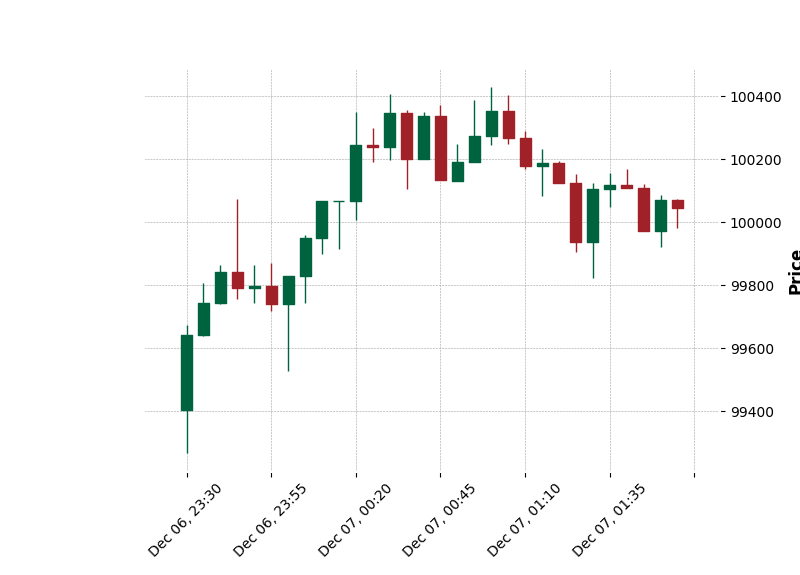 100400
100200
100000
99800
99600
99400
Price
Dec 06, 23:30
Dec 06, 23:55
Dec 07, 00:20
Dec 07, 00:45
Dec 07, 01:10
Dec 07, 01:35